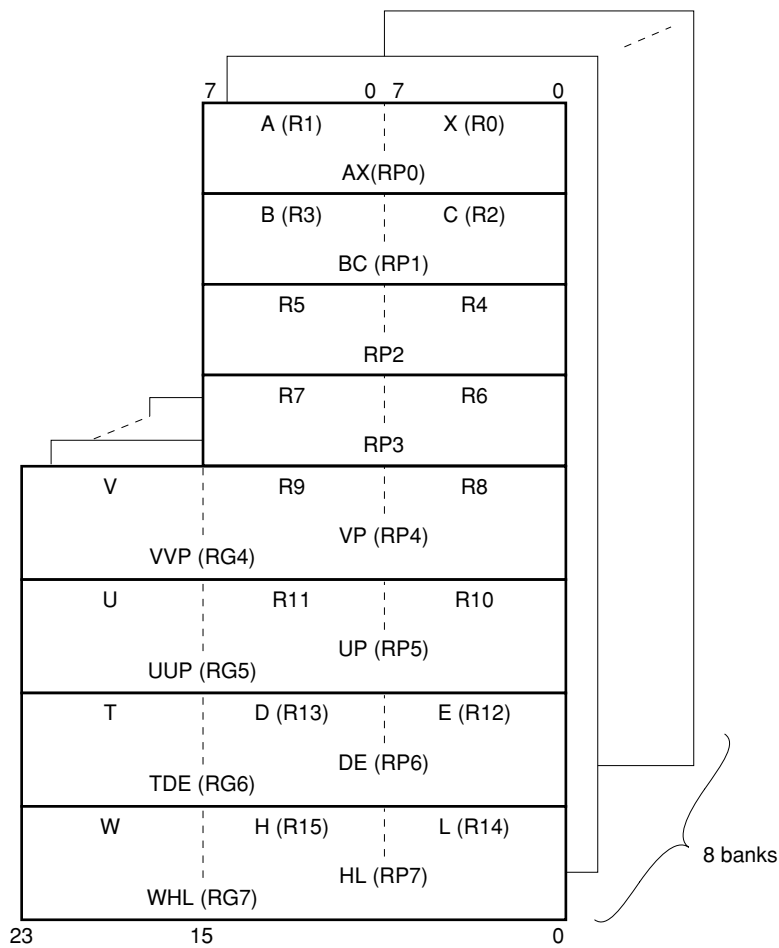 7 0 7 0
A (R1) X (R0)
AX(RP0)
B (R3) C (R2)
BC (RP1)
R5 R4
RP2
R7 R6
RP3
V R9 R8
VP (RP4)
VVP (RG4)
U R11 R10
UP (RP5)
UUP (RG5)
T D (R13) E (R12)
DE (RP6)
TDE (RG6)
W H (R15) L (R14)
HL (RP7)
8 banks
WHL (RG7)
23 15 0